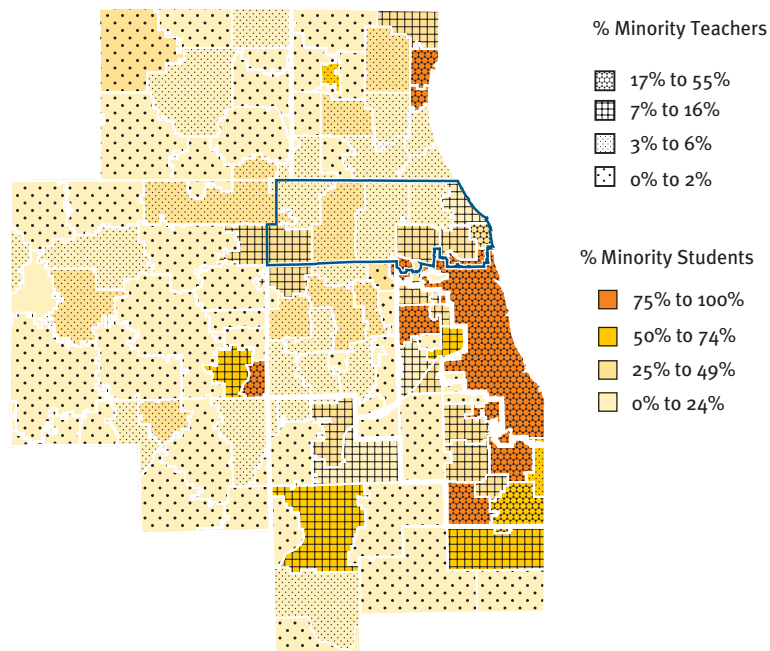 % Minority Teachers
17% to 55%
7% to 16%
3% to 6%
0% to 2%
% Minority Students
75% to 100%
50% to 74%
25% to 49%
0% to 24%